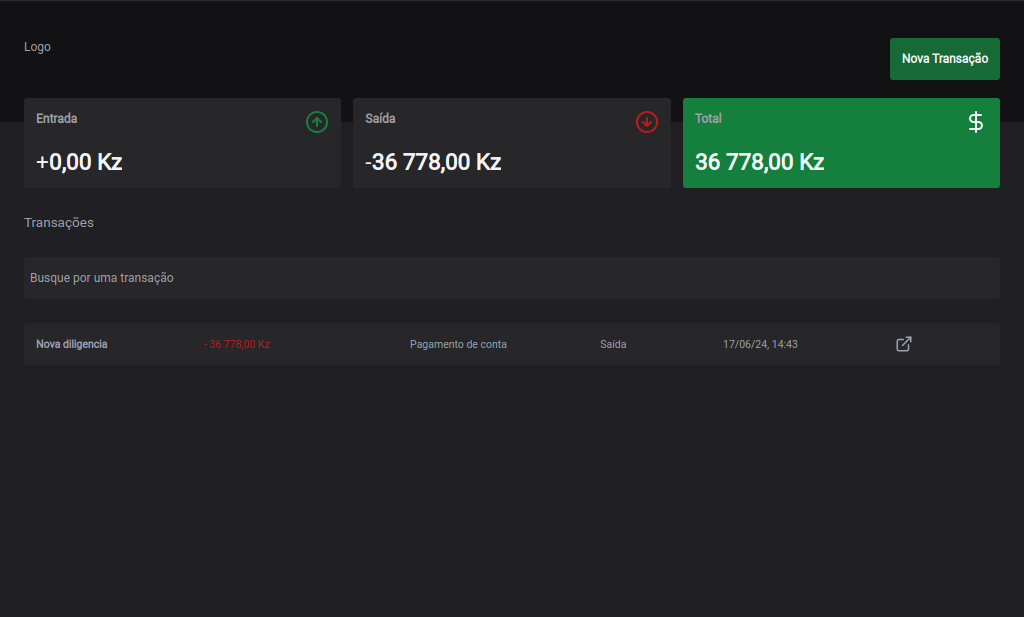 Logo
Nova Transação
Entrada
+0,00 Kz
Saída
-36 778,00 Kz
Total
36 778,00 Kz
Transações
Busque por uma transação
Nova diligencia - 36 778,00 Kz Pagamento de conta Saída 17/06/24, 14:43